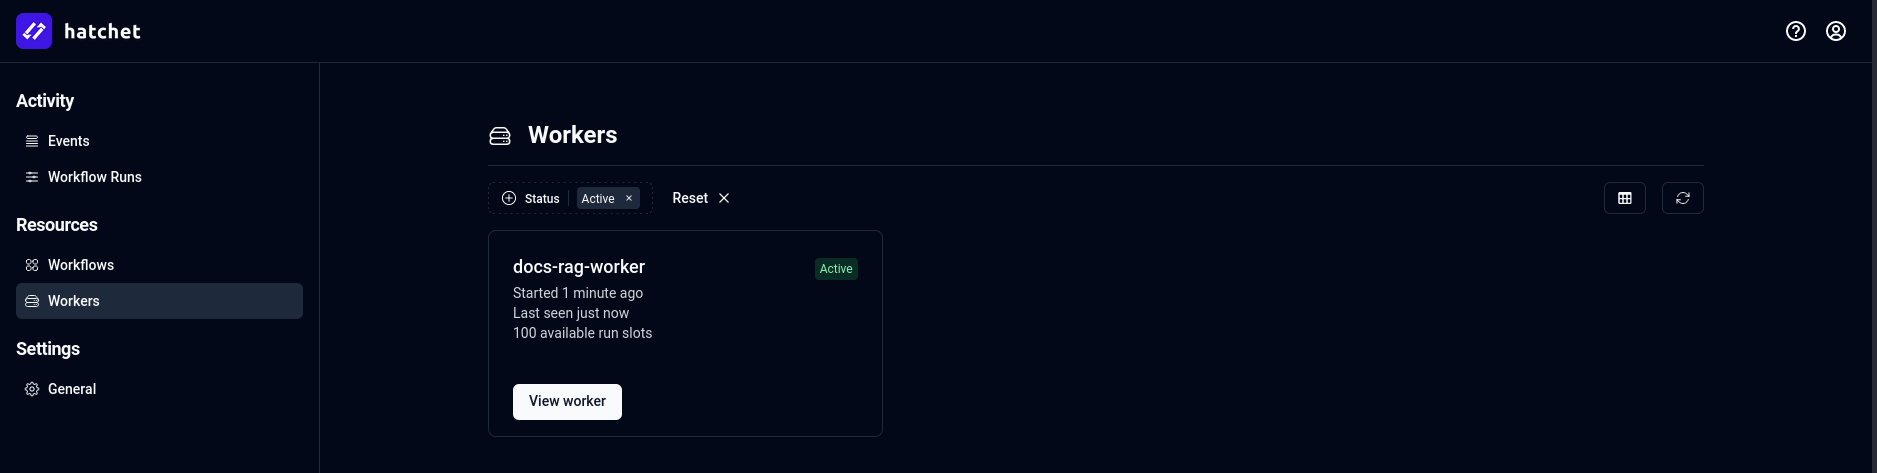 hatchet
Activity
Events
Workflow Runs
Resources
Workflows
Workers
Settings
General
Workers
Status Active ×
Reset
docs-rag-worker
Active
Started 1 minute ago
Last seen just now
100 available run slots
View worker